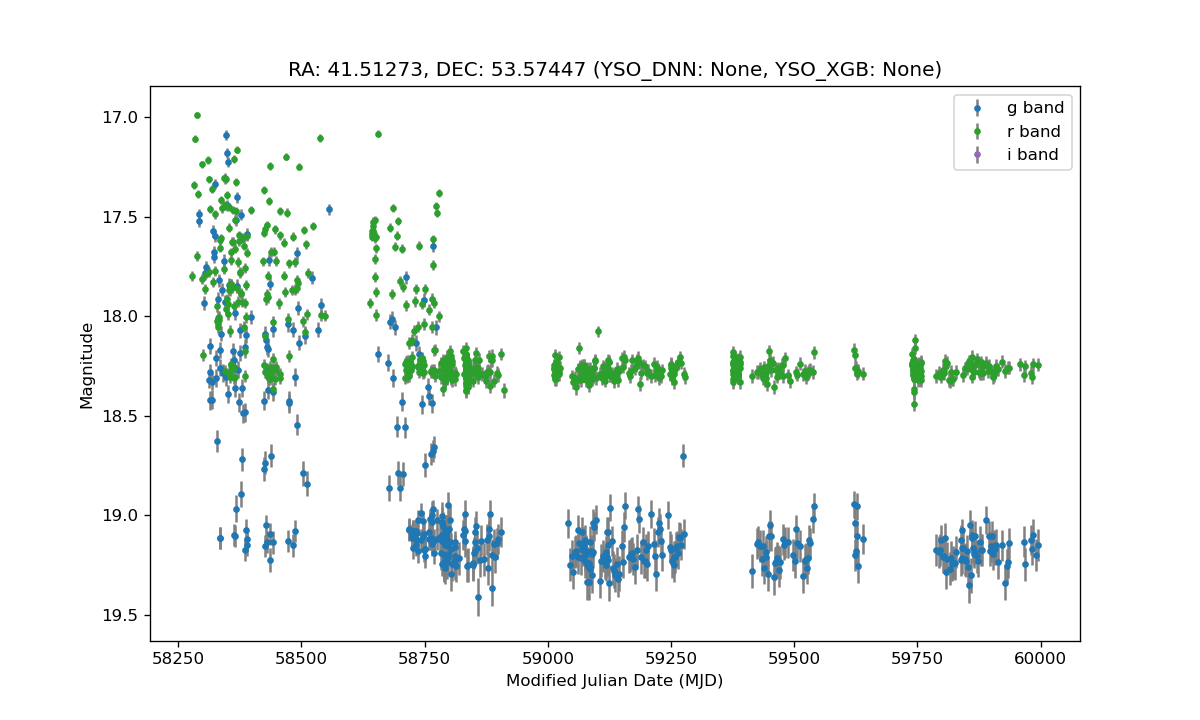 RA: 41.51273, DEC: 53.57447 (YSO_DNN: None, YSO_XGB: None)
g band
r band
i band
17.0
17.5
18.0
18.5
19.0
19.5
Magnitude
58250 58500 58750 59000 59250 59500 59750 60000
Modified Julian Date (MJD)